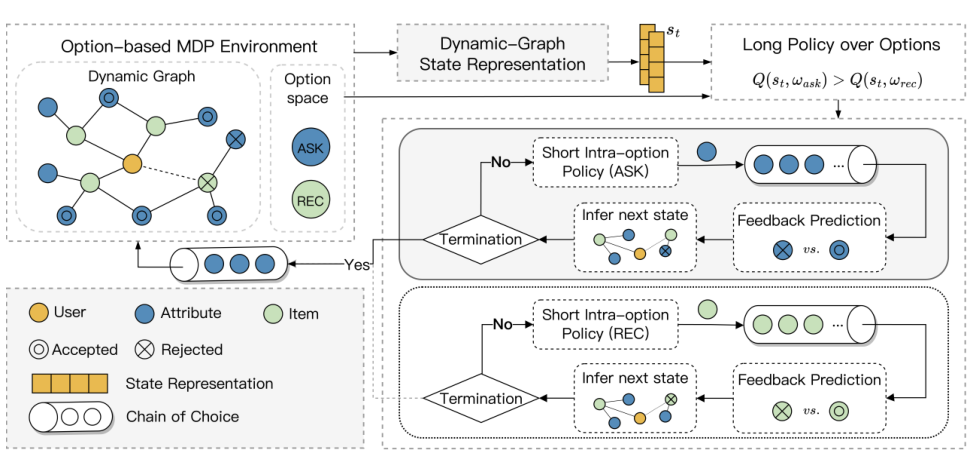 Option-based MDP Environment
Dynamic Graph
Option
space
ASK
REC
Dynamic-Graph
State Representation
s_t
Long Policy over Options
Q(s_t, ω_ask) > Q(s_t, ω_rec)
No
Short Intra-option
Policy (ASK)
...
Termination
Infer next state
Feedback Prediction
vs.
Yes
No
Short Intra-option
Policy (REC)
...
Termination
Infer next state
Feedback Prediction
vs.
User
Attribute
Item
Accepted
Rejected
State Representation
Chain of Choice